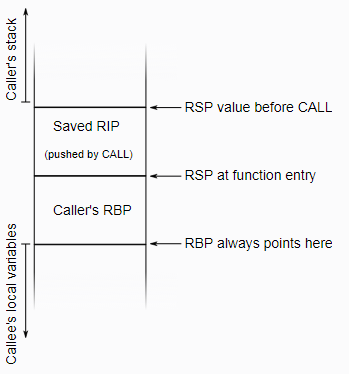 Caller's stack
RSP value before CALL
Saved RIP
(pushed by CALL)
RSP at function entry
Caller's RBP
RBP always points here
Callee's local variables